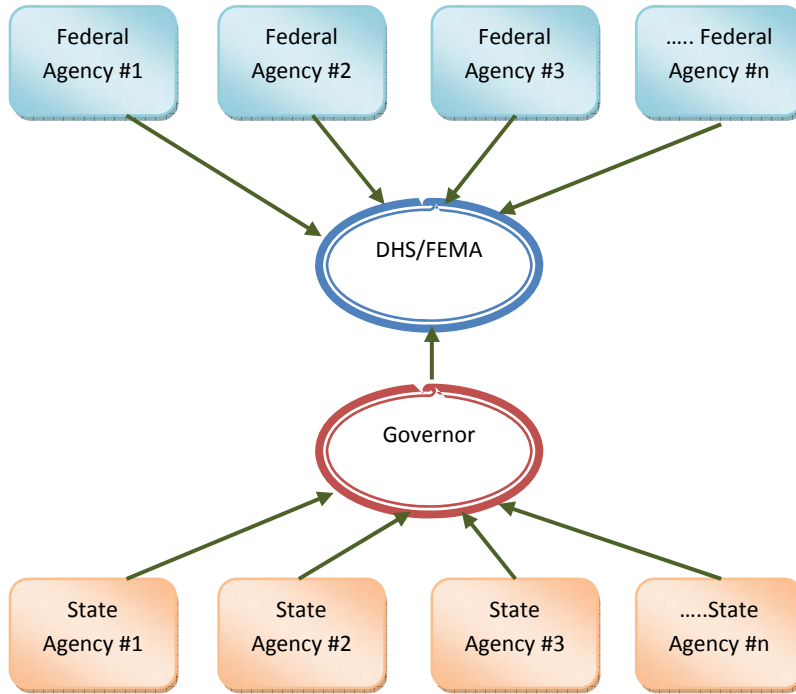 Federal
Agency #1
Federal
Agency #2
Federal
Agency #3
..... Federal
Agency #n
DHS/FEMA
Governor
State
Agency #1
State
Agency #2
State
Agency #3
.....State
Agency #n